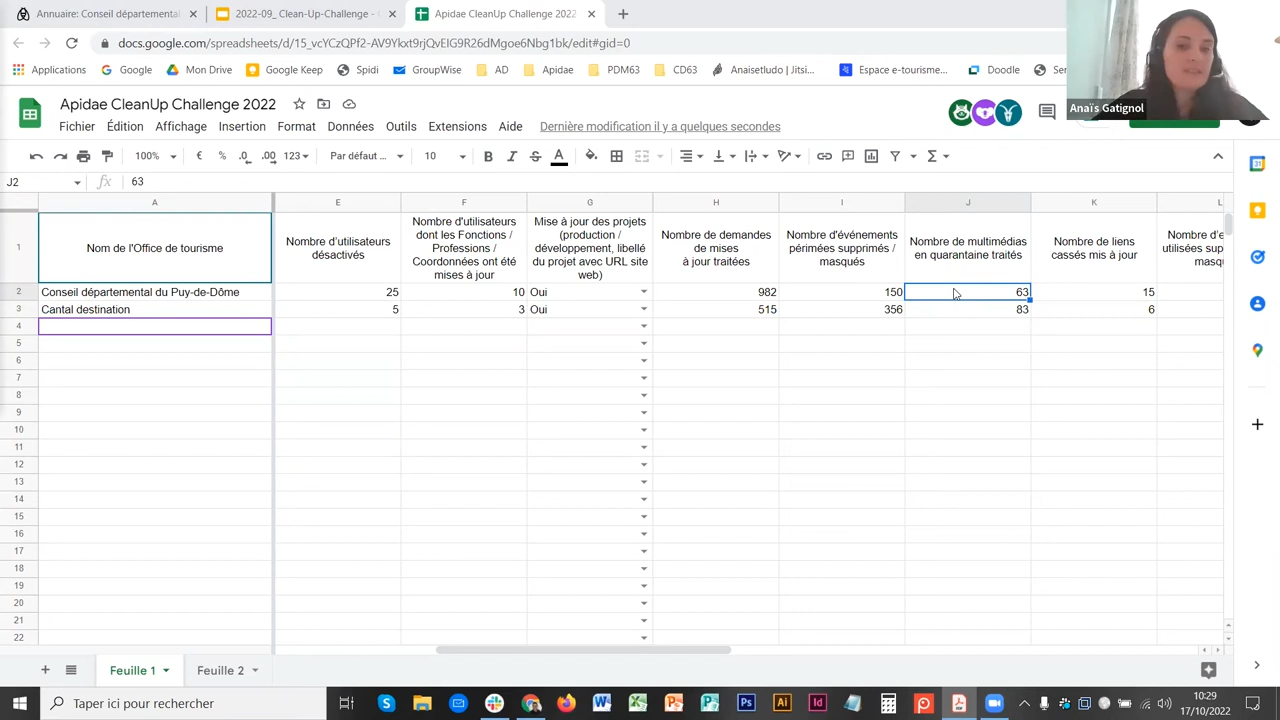 Annuaire: Conseil départemental
2022-09_ Clean-Up-Challenge -
Apidae CleanUp Challenge 2022
docs.google.com/spreadsheets/d/15_vcYCzQPf2-AV9Ykxt9rjQvEIG9R26dMgoe6Nbg1bk/edit#gid=0
Applications
Google
Mon Drive
Google Keep
Spidi
GroupWise
AD
Apidae
PDM63
CD63
Anaisetludo | Jitsi...
Espace e-tourisme...
Doodle
Anaïs Gatignol
Apidae CleanUp Challenge 2022
Fichier Édition Affichage Insertion Format Données Outils Extensions Aide
Dernière modification il y a quelques secondes
100% € % .0 .00 123 Par défaut ... 10 B I S A Σ
J2 fx 63
A E F G H I J K L
1
Nom de l'Office de tourisme
Nombre d'utilisateurs
désactivés
Nombre d'utilisateurs
dont les Fonctions /
Professions /
Coordonnées ont été
mises à jour
Mise à jour des projets
(production /
développement, libellé
du projet avec URL site
web)
Nombre de demandes
de mises
à jour traitées
Nombre d'événements
périmées supprimés /
masqués
Nombre de multimédias
en quarantaine traités
Nombre de liens
cassés mis à jour
Nombre
utilisées
2 Conseil départemental du Puy-de-Dôme 25 10 Oui 982 150 63 15
3 Cantal destination 5 3 Oui 515 356 83 6
4
5
6
7
8
9
10
11
12
13
14
15
16
17
18
19
20
21
22
Feuille 1
Feuille 2
Taper ici pour rechercher
10:29
17/10/2022